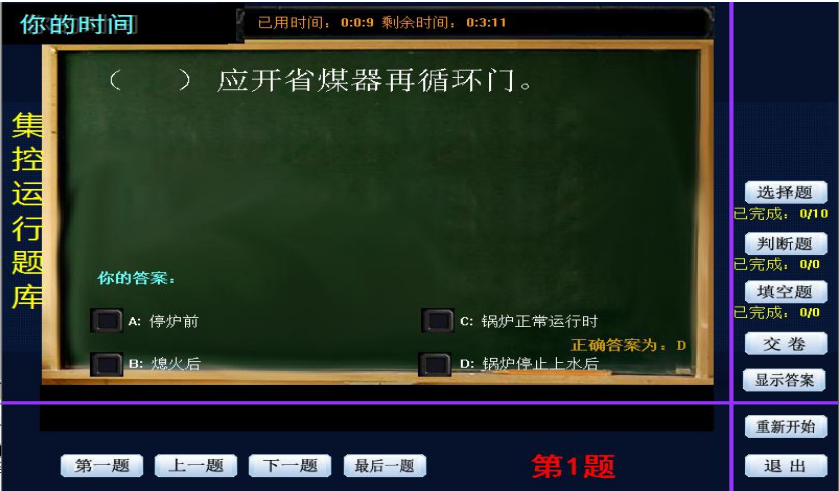 你的时间
已用时间：0:0:9 剩余时间：0:3:11
（ ）应开省煤器再循环门。
集控运行题库
你的答案：
A: 停炉前
C: 锅炉正常运行时
正确答案为：D
B: 熄火后
D: 锅炉停止上水后
选择题
已完成：0/10
判断题
已完成：0/0
填空题
已完成：0/0
交 卷
显示答案
重新开始
退 出
第一题
上一题
下一题
最后一题
第1题